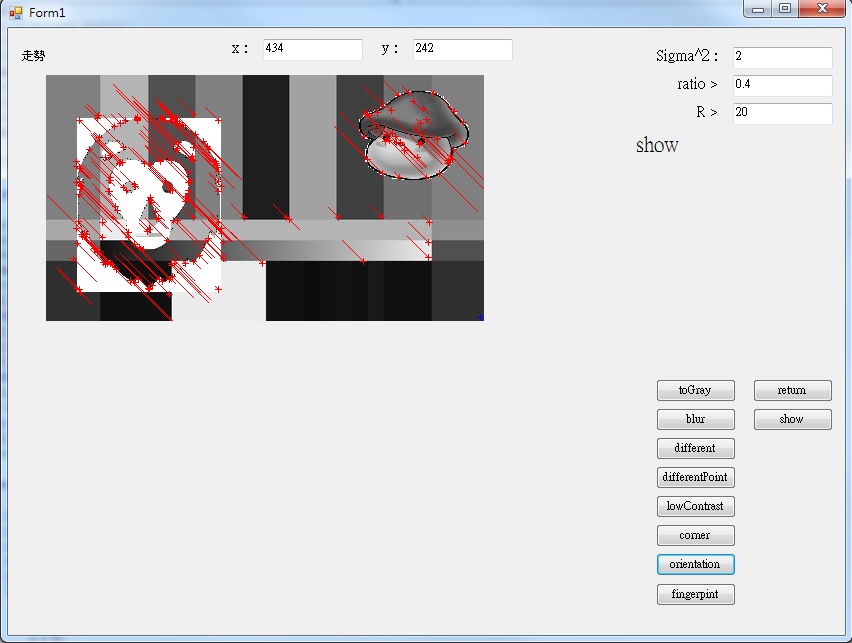 Form1
走勢
x : 434 y : 242
Sigma^2 : 2
ratio > 0.4
R > 20
show
toGray return
blur show
different
differentPoint
lowContrast
corner
orientation
fingerpint